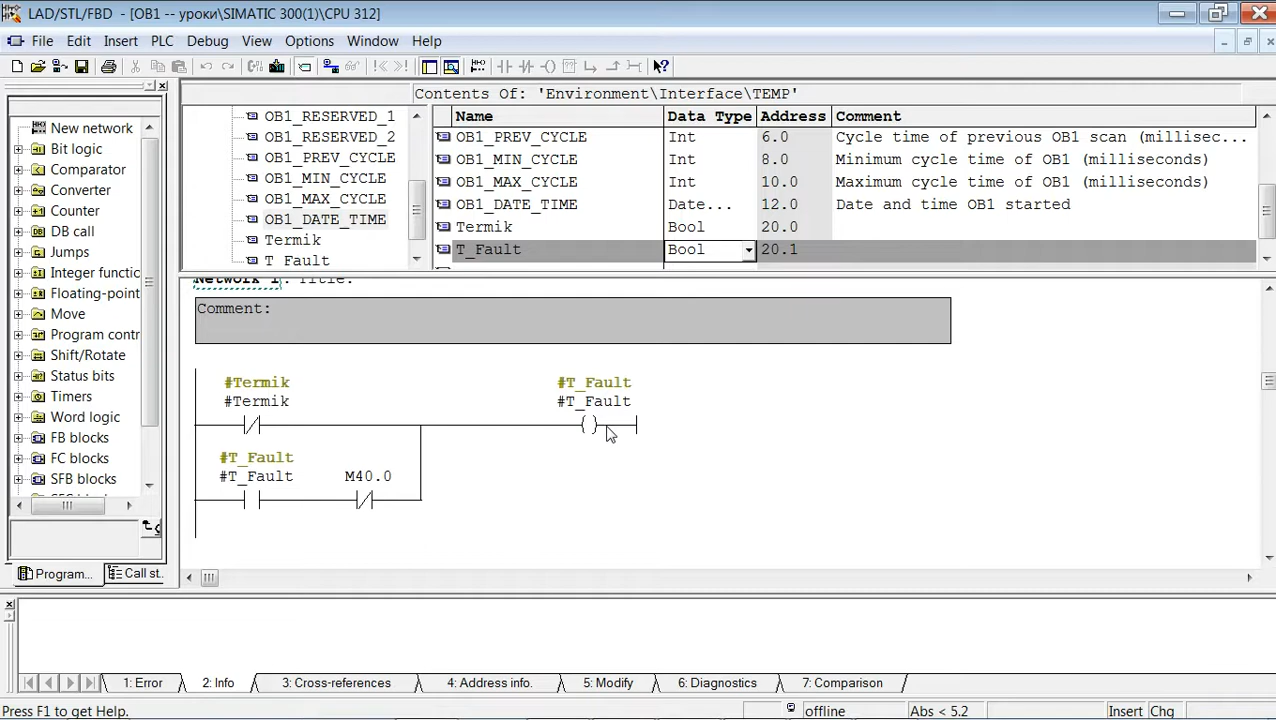 LAD/STL/FBD - [OB1 -- уроки\SIMATIC 300(1)\CPU 312]
File Edit Insert PLC Debug View Options Window Help
Contents Of: 'Environment\Interface\TEMP'
OB1_RESERVED_1
OB1_RESERVED_2
OB1_PREV_CYCLE
OB1_MIN_CYCLE
OB1_MAX_CYCLE
OB1_DATE_TIME
Termik
T_Fault
Name Data Type Address Comment
OB1_PREV_CYCLE Int 6.0 Cycle time of previous OB1 scan (millisec...
OB1_MIN_CYCLE Int 8.0 Minimum cycle time of OB1 (milliseconds)
OB1_MAX_CYCLE Int 10.0 Maximum cycle time of OB1 (milliseconds)
OB1_DATE_TIME Date... 12.0 Date and time OB1 started
Termik Bool 20.0
T_Fault Bool 20.1
New network
Bit logic
Comparator
Converter
Counter
DB call
Jumps
Integer functio
Floating-point
Move
Program contr
Shift/Rotate
Status bits
Timers
Word logic
FB blocks
FC blocks
SFB blocks
Program... Call st..
Network 1: Title:
Comment:
#Termik #T_Fault
#Termik #T_Fault
#T_Fault
#T_Fault M40.0
1: Error 2: Info 3: Cross-references 4: Address info. 5: Modify 6: Diagnostics 7: Comparison
Press F1 to get Help. offline Abs < 5.2 Insert Chg